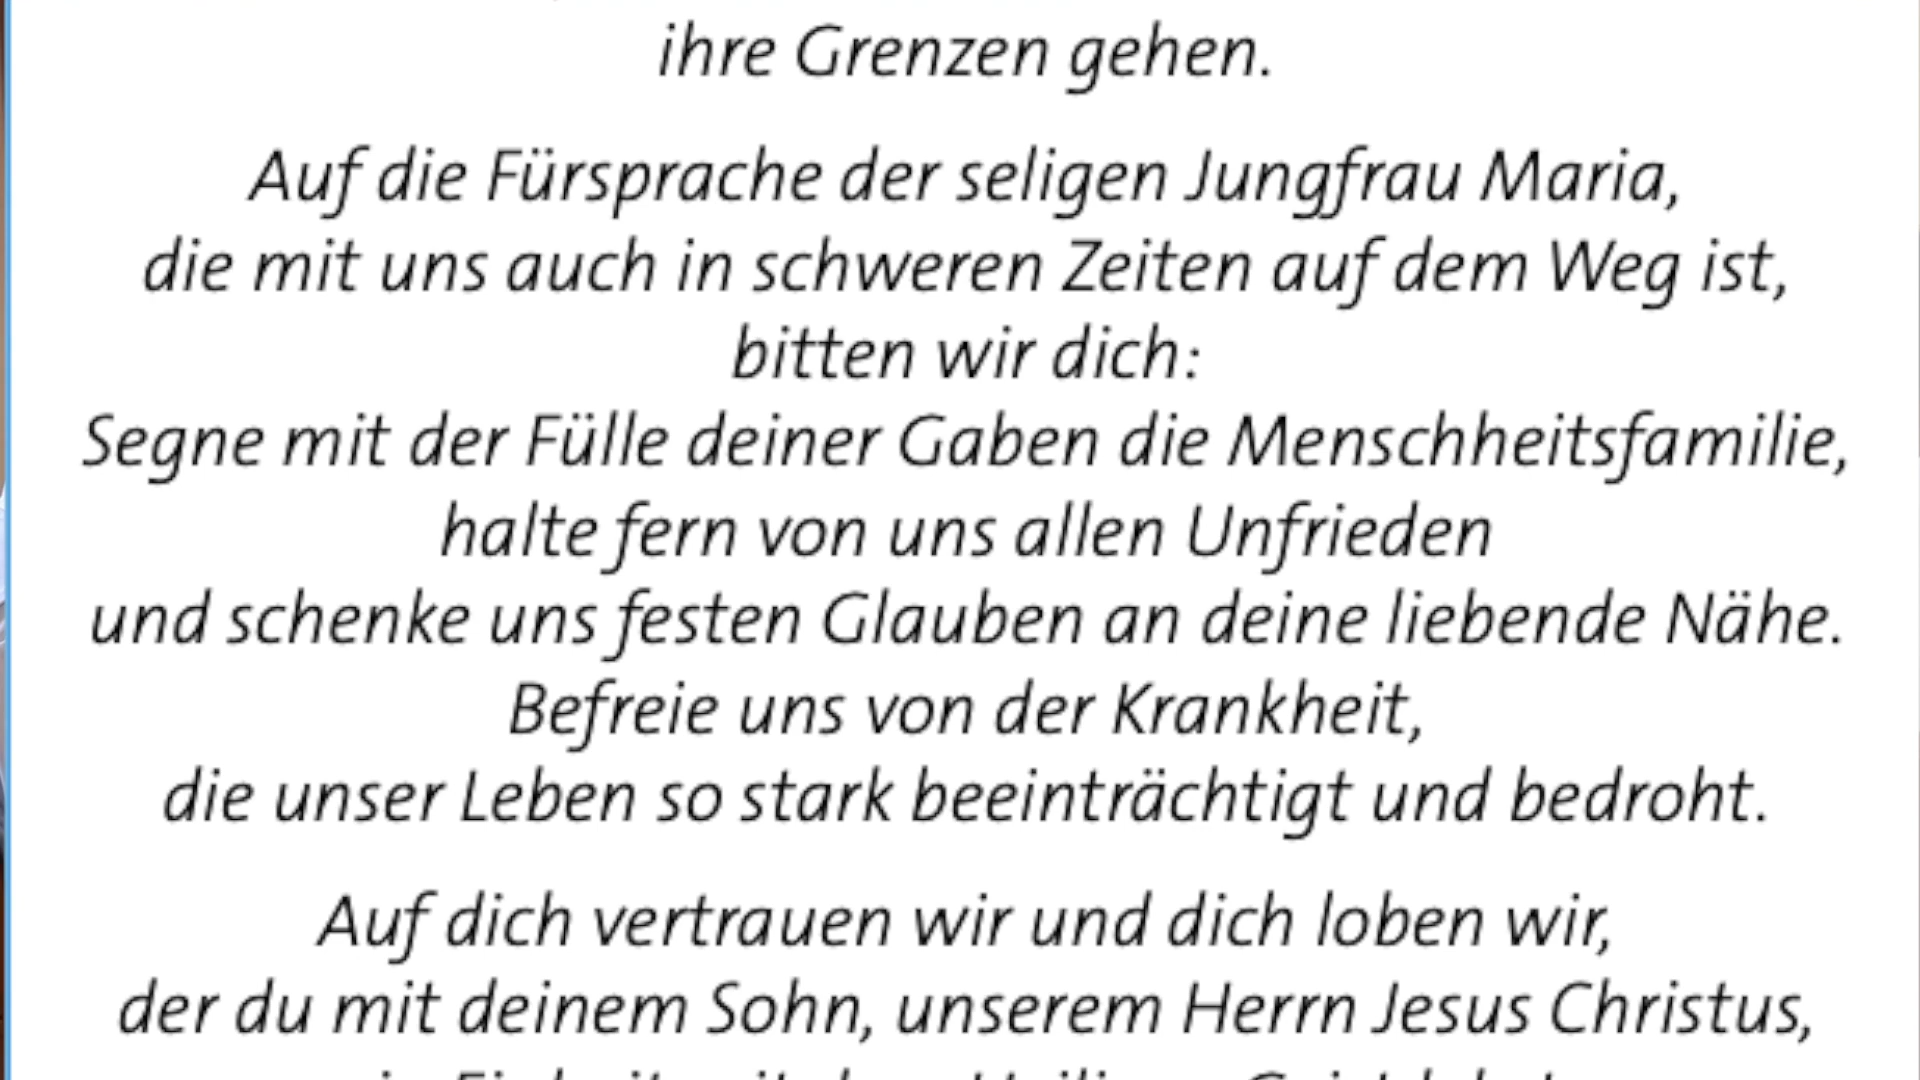 ihre Grenzen gehen.
Auf die Fürsprache der seligen Jungfrau Maria,
die mit uns auch in schweren Zeiten auf dem Weg ist,
bitten wir dich:
Segne mit der Fülle deiner Gaben die Menschheitsfamilie,
halte fern von uns allen Unfrieden
und schenke uns festen Glauben an deine liebende Nähe.
Befreie uns von der Krankheit,
die unser Leben so stark beeinträchtigt und bedroht.
Auf dich vertrauen wir und dich loben wir,
der du mit deinem Sohn, unserem Herrn Jesus Christus,